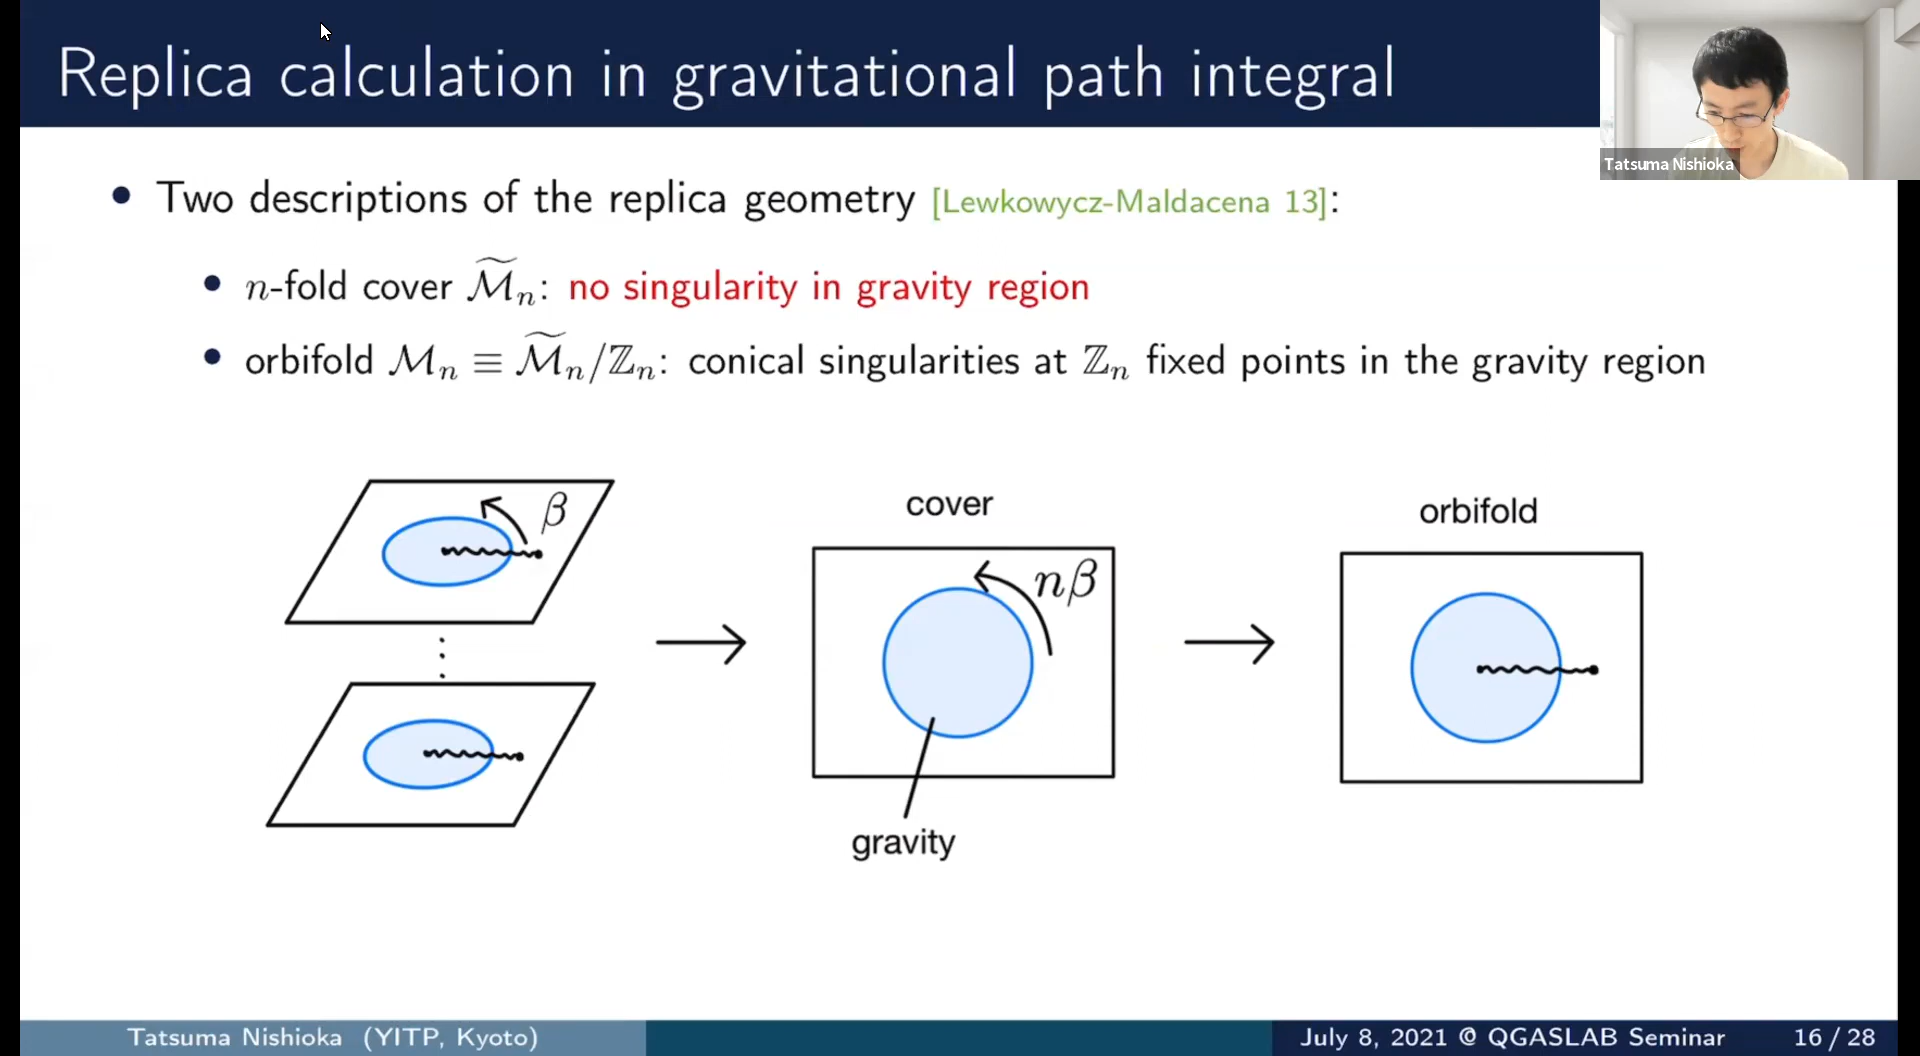 Replica calculation in gravitational path integral
Tatsuma Nishioka
• Two descriptions of the replica geometry [Lewkowycz-Maldacena 13]:
• n-fold cover M̃ₙ: no singularity in gravity region
• orbifold Mₙ ≡ M̃ₙ/ℤₙ: conical singularities at ℤₙ fixed points in the gravity region
β
⋮
cover
nβ
gravity
orbifold
Tatsuma Nishioka (YITP, Kyoto)
July 8, 2021 @ QGASLAB Seminar 16 / 28